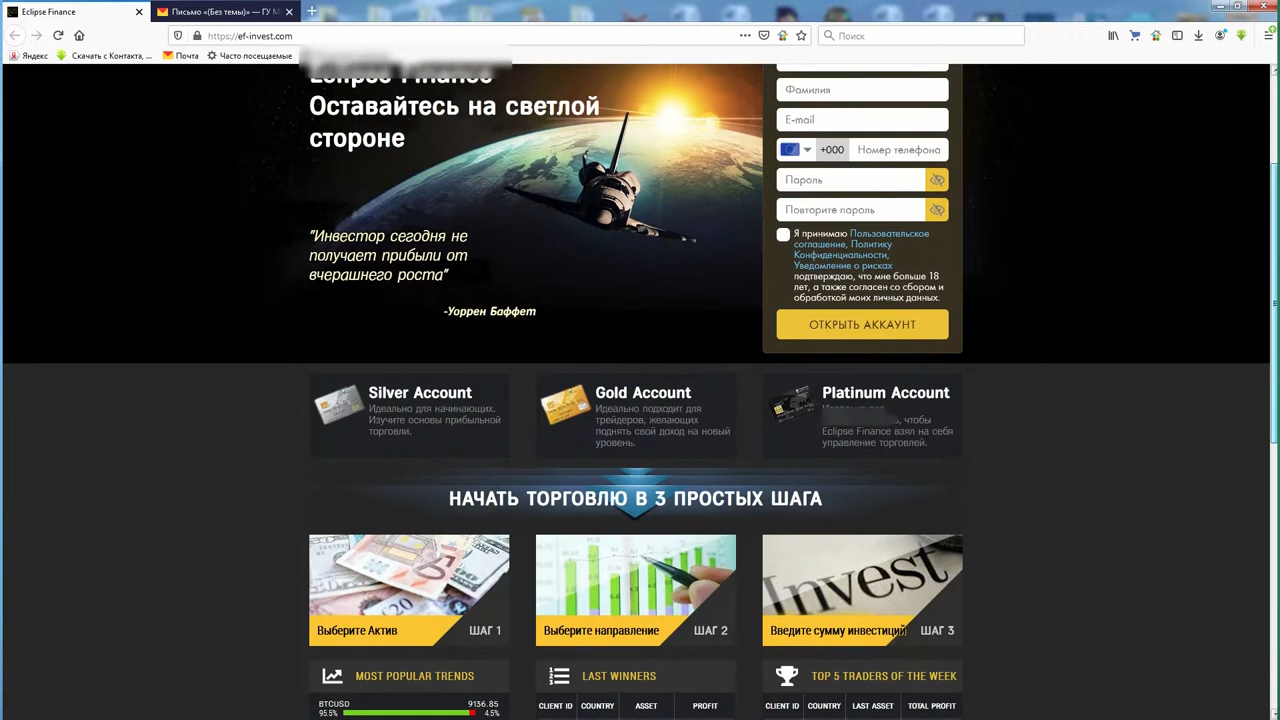 Eclipse Finance
Письмо «(Без темы)» — ГУ М
https://ef-invest.com
Поиск
Яндекс
Скачать с Контакта, ...
Почта
Часто посещаемые
Eclipse Finance
Оставайтесь на светлой
стороне
"Инвестор сегодня не
получает прибыли от
вчерашнего роста"
-Уоррен Баффет
Фамилия
E-mail
+000 Номер телефона
Пароль
Повторите пароль
Я принимаю Пользовательское
соглашение, Политику
Конфиденциальности,
Уведомление о рисках
подтверждаю, что мне больше 18
лет, а также согласен со сбором и
обработкой моих личных данных.
ОТКРЫТЬ АККАУНТ
Silver Account
Идеально для начинающих.
Изучите основы прибыльной
торговли.
Gold Account
Идеально подходит для
трейдеров, желающих
поднять свой доход на новый
уровень.
Platinum Account
чтобы
Eclipse Finance взял на себя
управление торговлей.
НАЧАТЬ ТОРГОВЛЮ В 3 ПРОСТЫХ ШАГА
Invest
Выберите Актив ШАГ 1
Выберите направление ШАГ 2
Введите сумму инвестиций ШАГ 3
MOST POPULAR TRENDS
LAST WINNERS
TOP 5 TRADERS OF THE WEEK
BTCUSD 9136.85
95.5% 4.5%
CLIENT ID COUNTRY ASSET PROFIT
CLIENT ID COUNTRY LAST ASSET TOTAL PROFIT